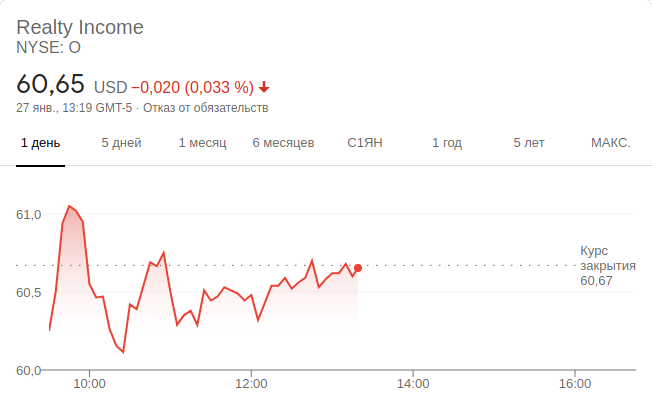 Realty Income
NYSE: O
60,65 USD −0,020 (0,033 %)
27 янв., 13:19 GMT-5 · Отказ от обязательств
1 день 5 дней 1 месяц 6 месяцев С1ЯН 1 год 5 лет МАКС.
61,0
Курс
закрытия
60,67
60,5
60,0
10:00 12:00 14:00 16:00